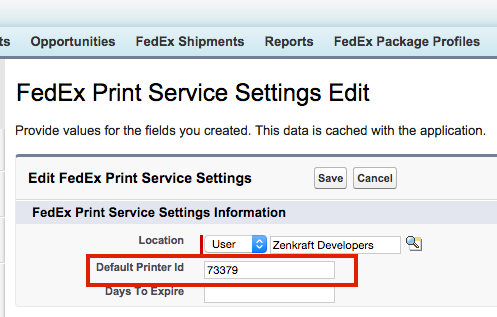 ts Opportunities FedEx Shipments Reports FedEx Package Profiles
FedEx Print Service Settings Edit
Provide values for the fields you created. This data is cached with the application.
Edit FedEx Print Service Settings Save Cancel
FedEx Print Service Settings Information
Location User Zenkraft Developers
Default Printer Id 73379
Days To Expire